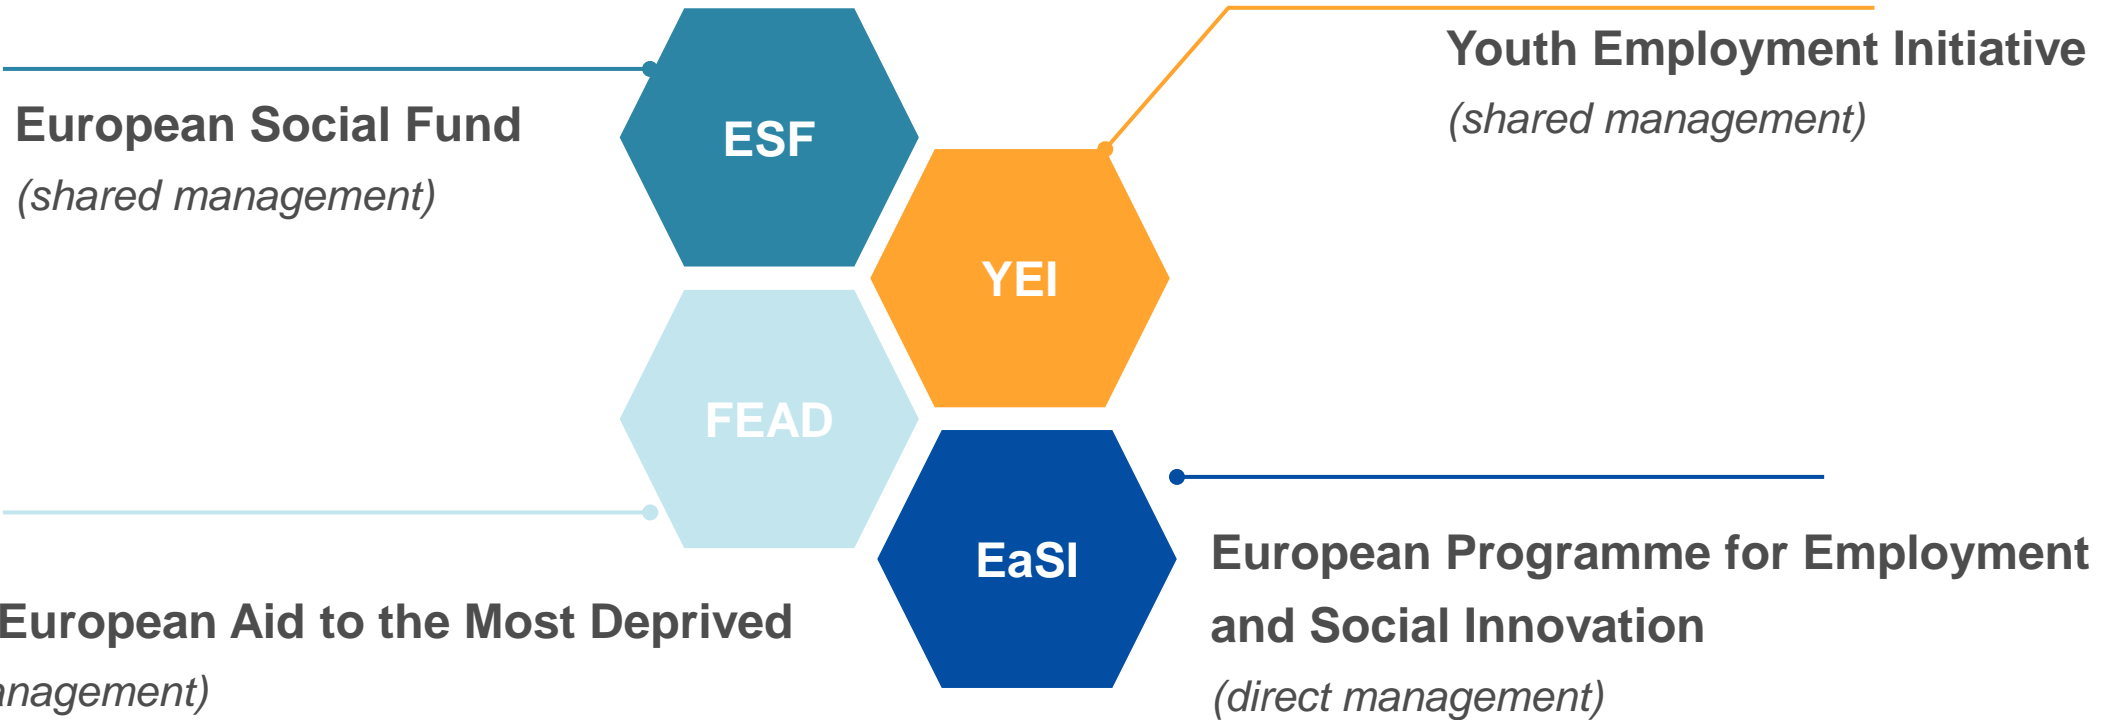 European Social Fund
(shared management)
ESF
Youth Employment Initiative
(shared management)
YEI
FEAD
European Aid to the Most Deprived
EaSI
European Programme for Employment
and Social Innovation
(direct management)